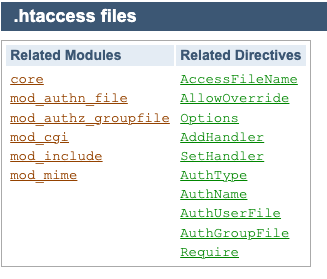 .htaccess files
Related Modules Related Directives
core AccessFileName
mod_authn_file AllowOverride
mod_authz_groupfile Options
mod_cgi AddHandler
mod_include SetHandler
mod_mime AuthType
AuthName
AuthUserFile
AuthGroupFile
Require